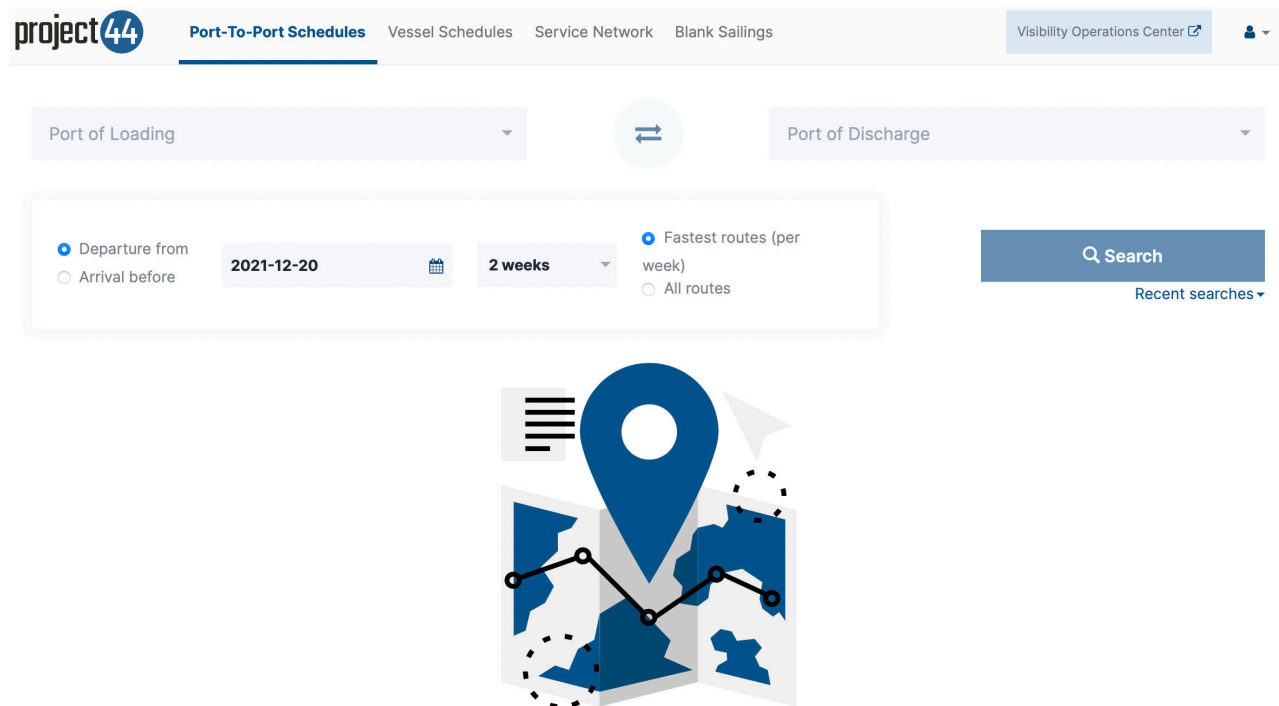 project44
Port-To-Port Schedules
Vessel Schedules
Service Network
Blank Sailings
Visibility Operations Center
Port of Loading
Port of Discharge
Departure from
Arrival before
2021-12-20
2 weeks
Fastest routes (per
week)
All routes
Search
Recent searches